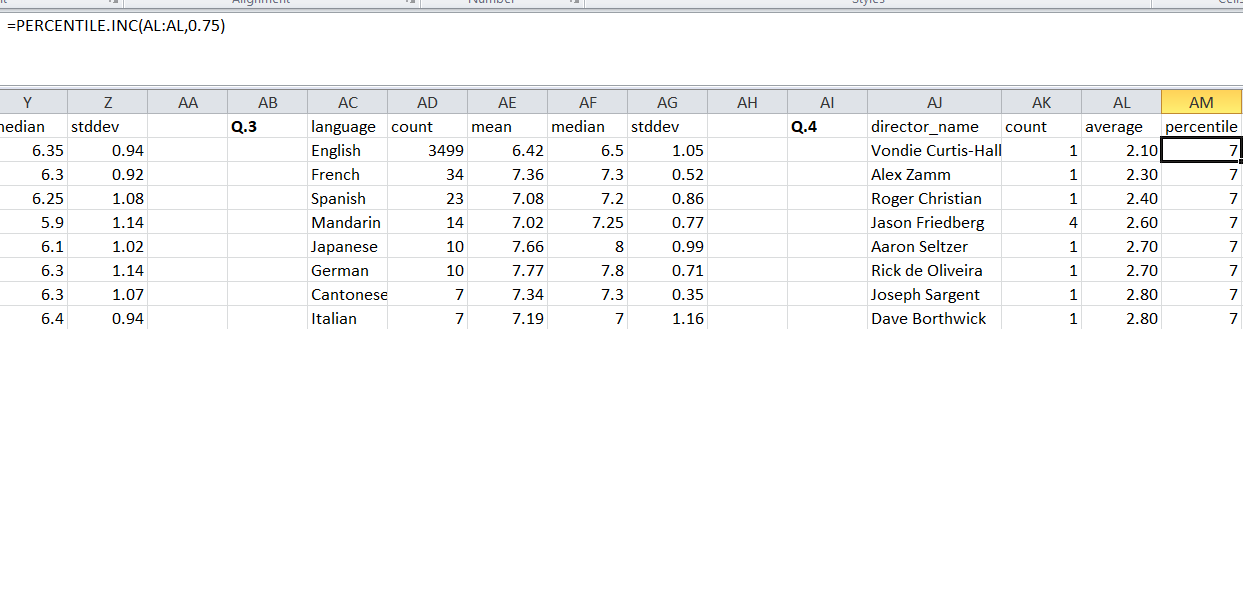 Alignment Number Styles
=PERCENTILE.INC(AL:AL,0.75)
Y Z AA AB AC AD AE AF AG AH AI AJ AK AL AM
nedian stddev Q.3 language count mean median stddev Q.4 director_name count average percentile
6.35 0.94 English 3499 6.42 6.5 1.05 Vondie Curtis-Hall 1 2.10 7
6.3 0.92 French 34 7.36 7.3 0.52 Alex Zamm 1 2.30 7
6.25 1.08 Spanish 23 7.08 7.2 0.86 Roger Christian 1 2.40 7
5.9 1.14 Mandarin 14 7.02 7.25 0.77 Jason Friedberg 4 2.60 7
6.1 1.02 Japanese 10 7.66 8 0.99 Aaron Seltzer 1 2.70 7
6.3 1.14 German 10 7.77 7.8 0.71 Rick de Oliveira 1 2.70 7
6.3 1.07 Cantonese 7 7.34 7.3 0.35 Joseph Sargent 1 2.80 7
6.4 0.94 Italian 7 7.19 7 1.16 Dave Borthwick 1 2.80 7